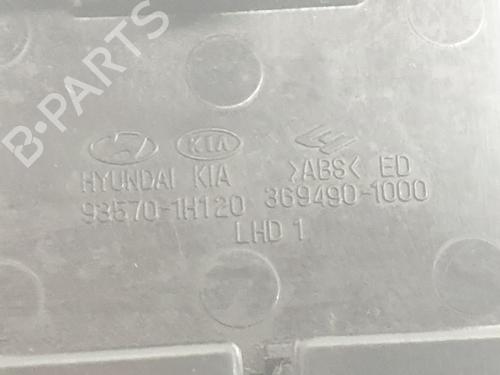 B-PARTS
KIA
HYUNDAI KIA >ABS< ED
93570-1H120 369490-1000
LHD 1